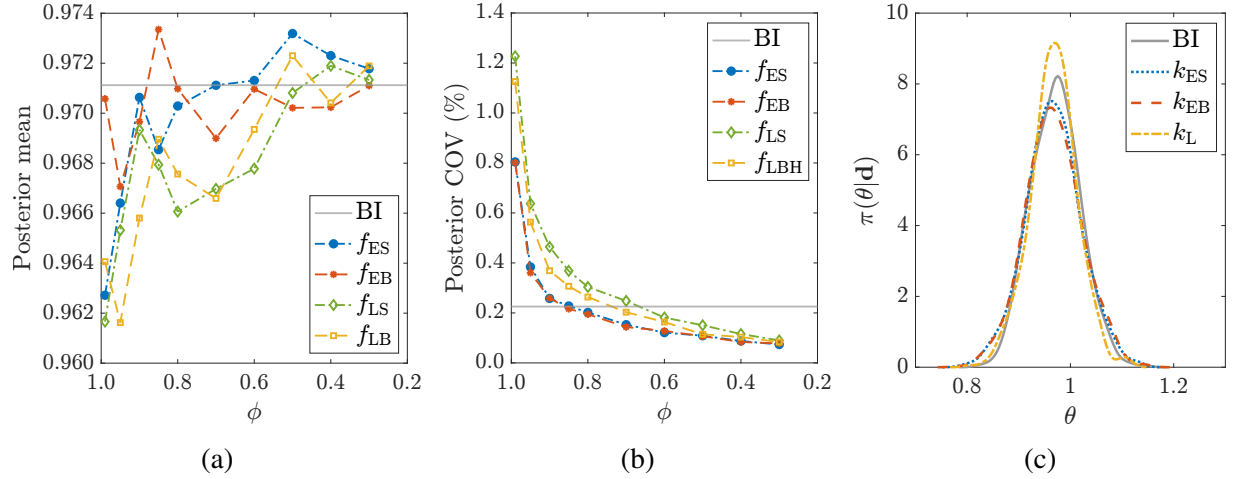 Posterior mean
0.974
0.972
0.970
0.968
0.966
0.964
0.962
0.960
1.0 0.8 0.6 0.4 0.2
ϕ
BI
f_ES
f_EB
f_LS
f_LB
(a)
Posterior COV (%)
1.4
1.2
1.0
0.8
0.6
0.4
0.2
0.0
1.0 0.8 0.6 0.4 0.2
ϕ
BI
f_ES
f_EB
f_LS
f_LBH
(b)
π(θ|d)
10
8
6
4
2
0
0.8 1 1.2
θ
BI
k_ES
k_EB
k_L
(c)